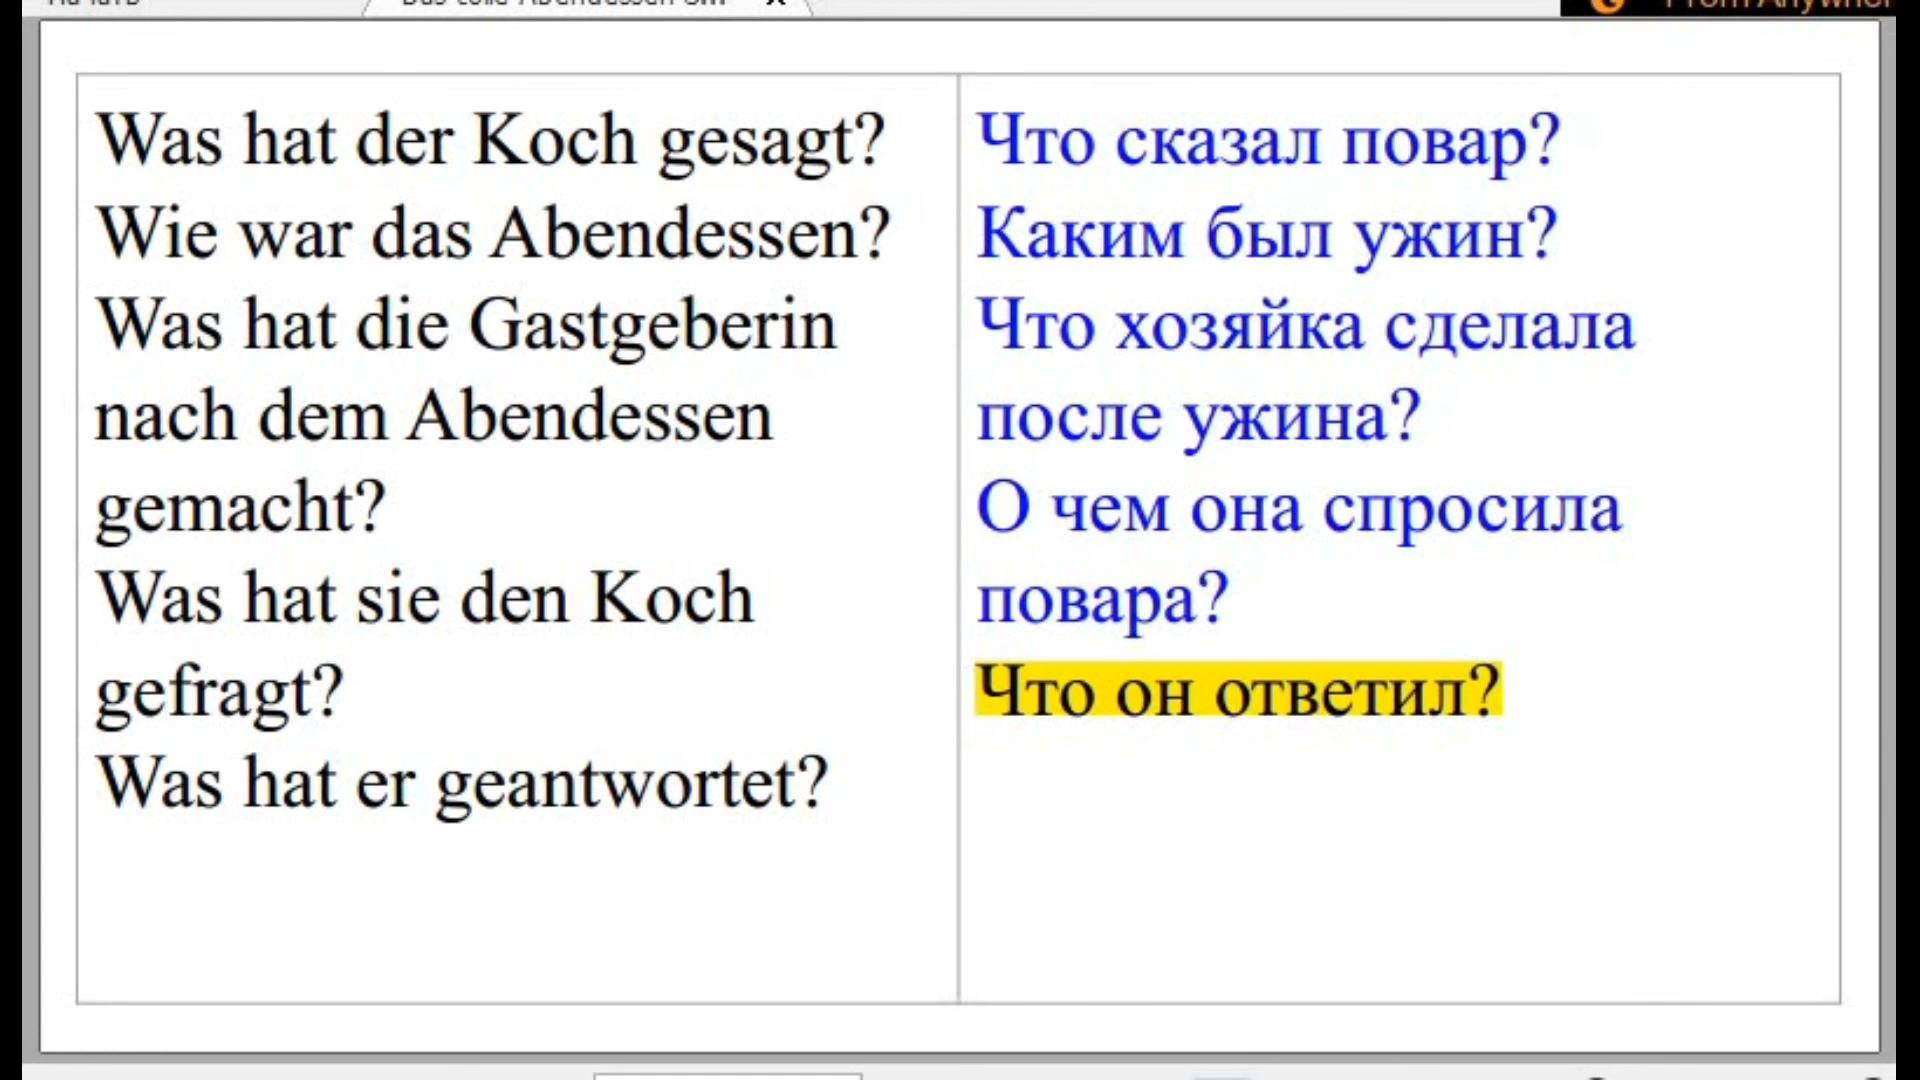 Was hat der Koch gesagt?
Wie war das Abendessen?
Was hat die Gastgeberin
nach dem Abendessen
gemacht?
Was hat sie den Koch
gefragt?
Was hat er geantwortet?
Что сказал повар?
Каким был ужин?
Что хозяйка сделала
после ужина?
О чем она спросила
повара?
Что он ответил?